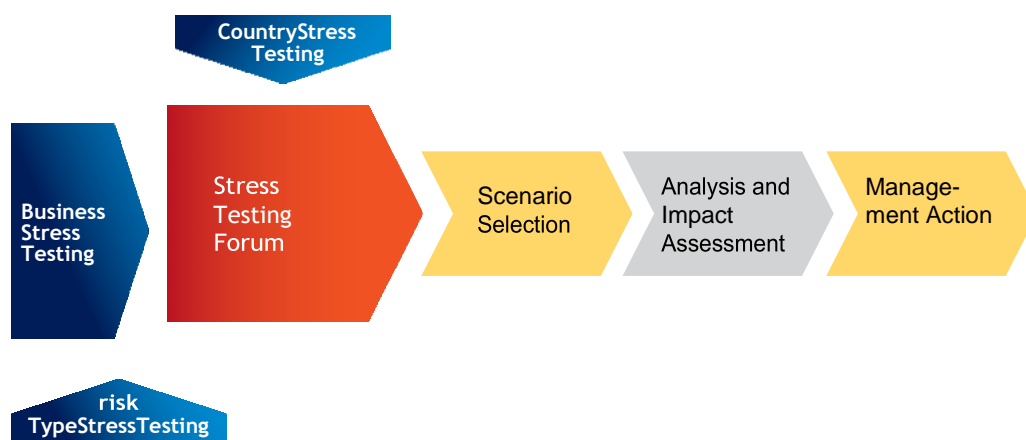 CountryStress
Testing
Business
Stress
Testing
Stress
Testing
Forum
Scenario
Selection
Analysis and
Impact
Assessment
Manage-
ment Action
risk
TypeStressTesting